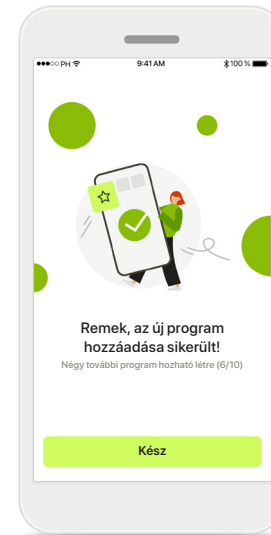 PH 9:41 AM 100 %
Remek, az új program
hozzáadása sikerült!
Négy további program hozható létre (6/10)
Kész